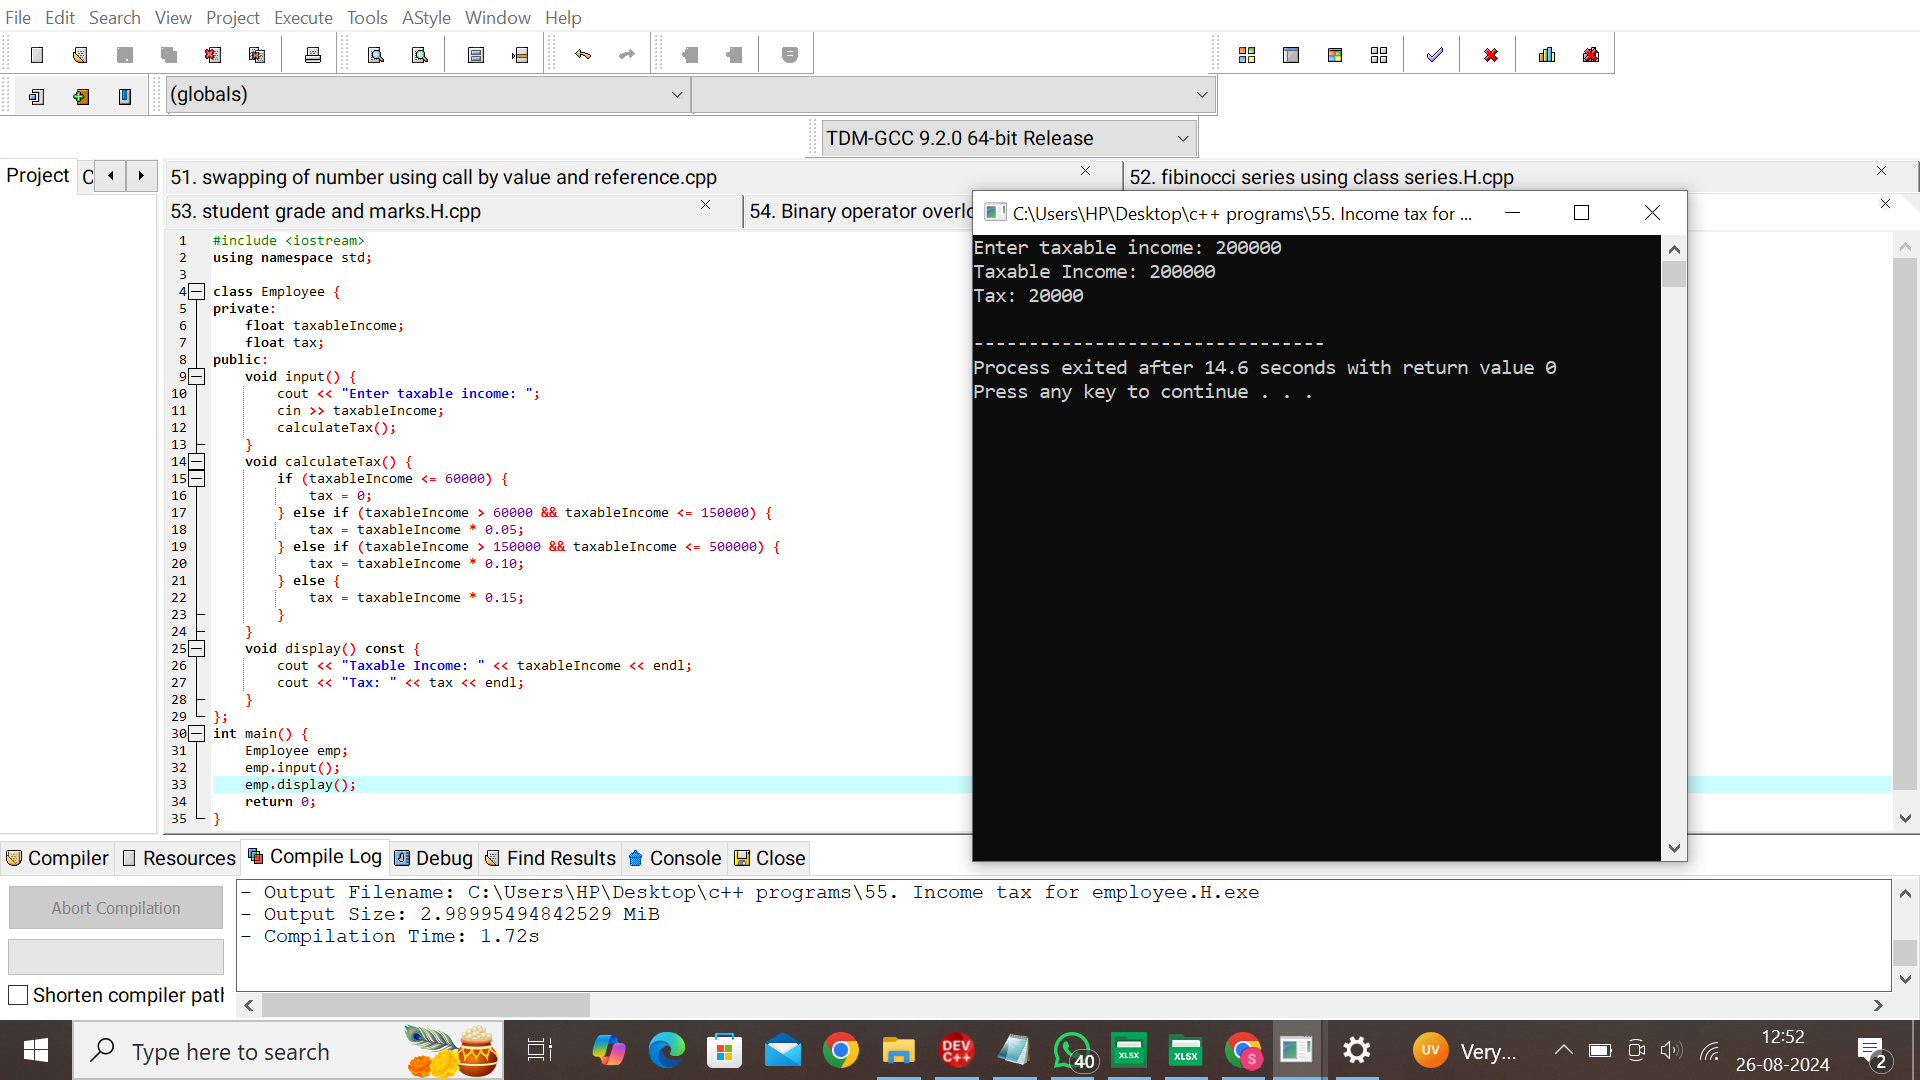 File Edit Search View Project Execute Tools AStyle Window Help
(globals)
TDM-GCC 9.2.0 64-bit Release
Project
51. swapping of number using call by value and reference.cpp
52. fibinocci series using class series.H.cpp
53. student grade and marks.H.cpp
54. Binary operator overlo
1 #include <iostream>
2 using namespace std;
3
4 class Employee {
5 private:
6 float taxableIncome;
7 float tax;
8 public:
9 void input() {
10 cout << "Enter taxable income: ";
11 cin >> taxableIncome;
12 calculateTax();
13 }
14 void calculateTax() {
15 if (taxableIncome <= 60000) {
16 tax = 0;
17 } else if (taxableIncome > 60000 && taxableIncome <= 150000) {
18 tax = taxableIncome * 0.05;
19 } else if (taxableIncome > 150000 && taxableIncome <= 500000) {
20 tax = taxableIncome * 0.10;
21 } else {
22 tax = taxableIncome * 0.15;
23 }
24 }
25 void display() const {
26 cout << "Taxable Income: " << taxableIncome << endl;
27 cout << "Tax: " << tax << endl;
28 }
29 };
30 int main() {
31 Employee emp;
32 emp.input();
33 emp.display();
34 return 0;
35 }
C:\Users\HP\Desktop\c++ programs\55. Income tax for ...
Enter taxable income: 200000
Taxable Income: 200000
Tax: 20000
--------------------------------
Process exited after 14.6 seconds with return value 0
Press any key to continue . . .
Compiler Resources Compile Log Debug Find Results Console Close
Abort Compilation
Shorten compiler pat
- Output Filename: C:\Users\HP\Desktop\c++ programs\55. Income tax for employee.H.exe
- Output Size: 2.98995494842529 MiB
- Compilation Time: 1.72s
Type here to search
DEV C++
40
XLSX
XLSX
S
UV
Very...
12:52
26-08-2024
2